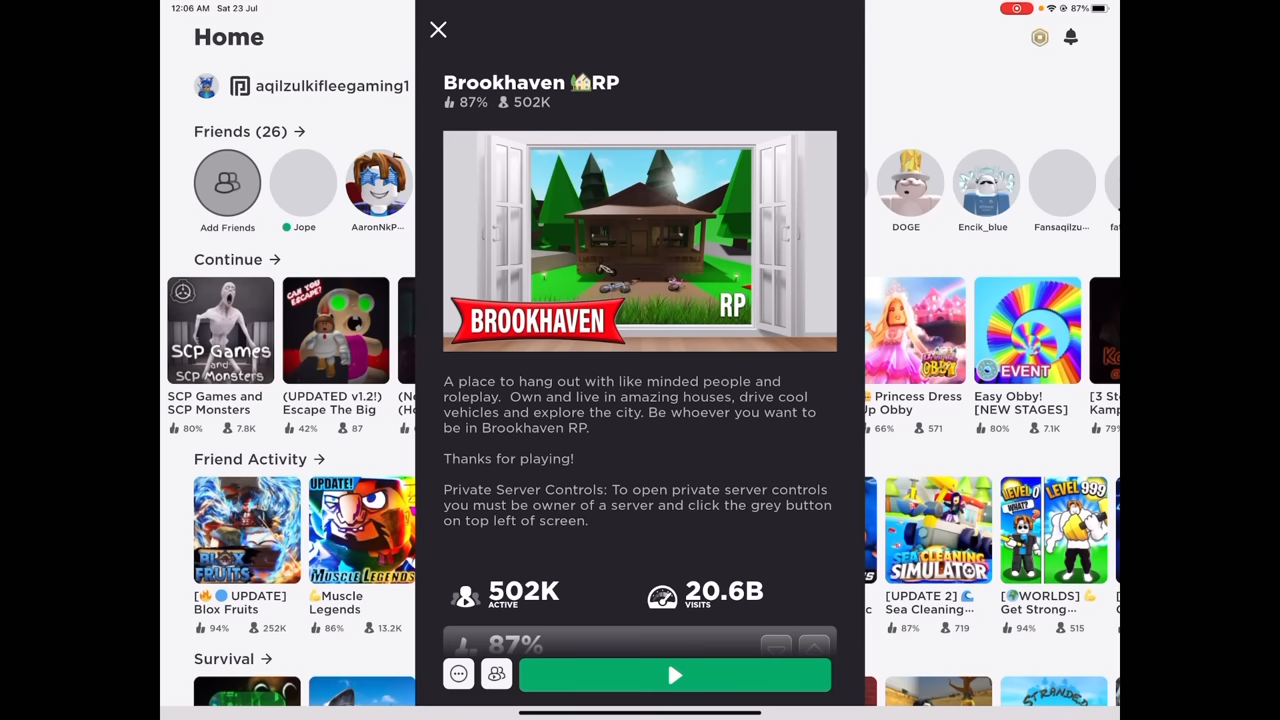 12:06 AM Sat 23 Jul
87%
Home
aqilzulkifleegaming1
Friends (26) →
Add Friends
Jope
AaronNkP...
DOGE
Encik_blue
Fansaqilzu...
Continue →
SCP Games
and
SCP Monsters
CAN YOU
ESCAPE?
EVENT
SCP Games and
SCP Monsters
80% 7.8K
(UPDATED v1.2!)
Escape The Big
42% 87
Princess Dress
Up Obby
66% 571
Easy Obby!
[NEW STAGES]
80% 7.1K
[3 St
Kamp
79%
Friend Activity →
BLOX
FRUITS
UPDATE!
MUSCLE LEGENDS
SEA CLEANING
SIMULATOR
LEVEL 0
WHAT?
LEVEL 999
[🔥🔵UPDATE]
Blox Fruits
94% 252K
💪Muscle
Legends
86% 13.2K
[UPDATE 2] 🌊
Sea Cleaning...
87% 719
[🌍WORLDS] 💪
Get Strong...
94% 515
Survival →
STRANDED
Brookhaven 🏡RP
87% 502K
BROOKHAVEN
RP
A place to hang out with like minded people and
roleplay. Own and live in amazing houses, drive cool
vehicles and explore the city. Be whoever you want to
be in Brookhaven RP.
Thanks for playing!
Private Server Controls: To open private server controls
you must be owner of a server and click the grey button
on top left of screen.
502K
ACTIVE
20.6B
VISITS
87%